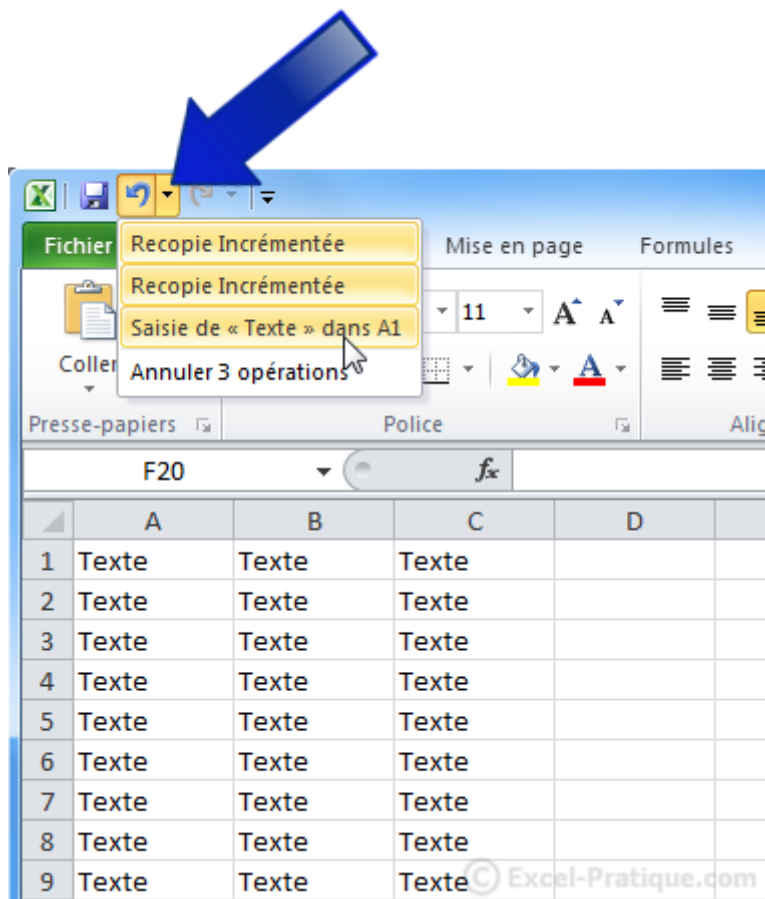 Fichier Mise en page Formules
Recopie Incrémentée
Recopie Incrémentée
Saisie de « Texte » dans A1
Annuler 3 opérations
11 A A
Coller
A
Presse-papiers Police Alig
F20 fx
A B C D
1 Texte Texte Texte
2 Texte Texte Texte
3 Texte Texte Texte
4 Texte Texte Texte
5 Texte Texte Texte
6 Texte Texte Texte
7 Texte Texte Texte
8 Texte Texte Texte
9 Texte Texte Texte
© Excel-Pratique.com